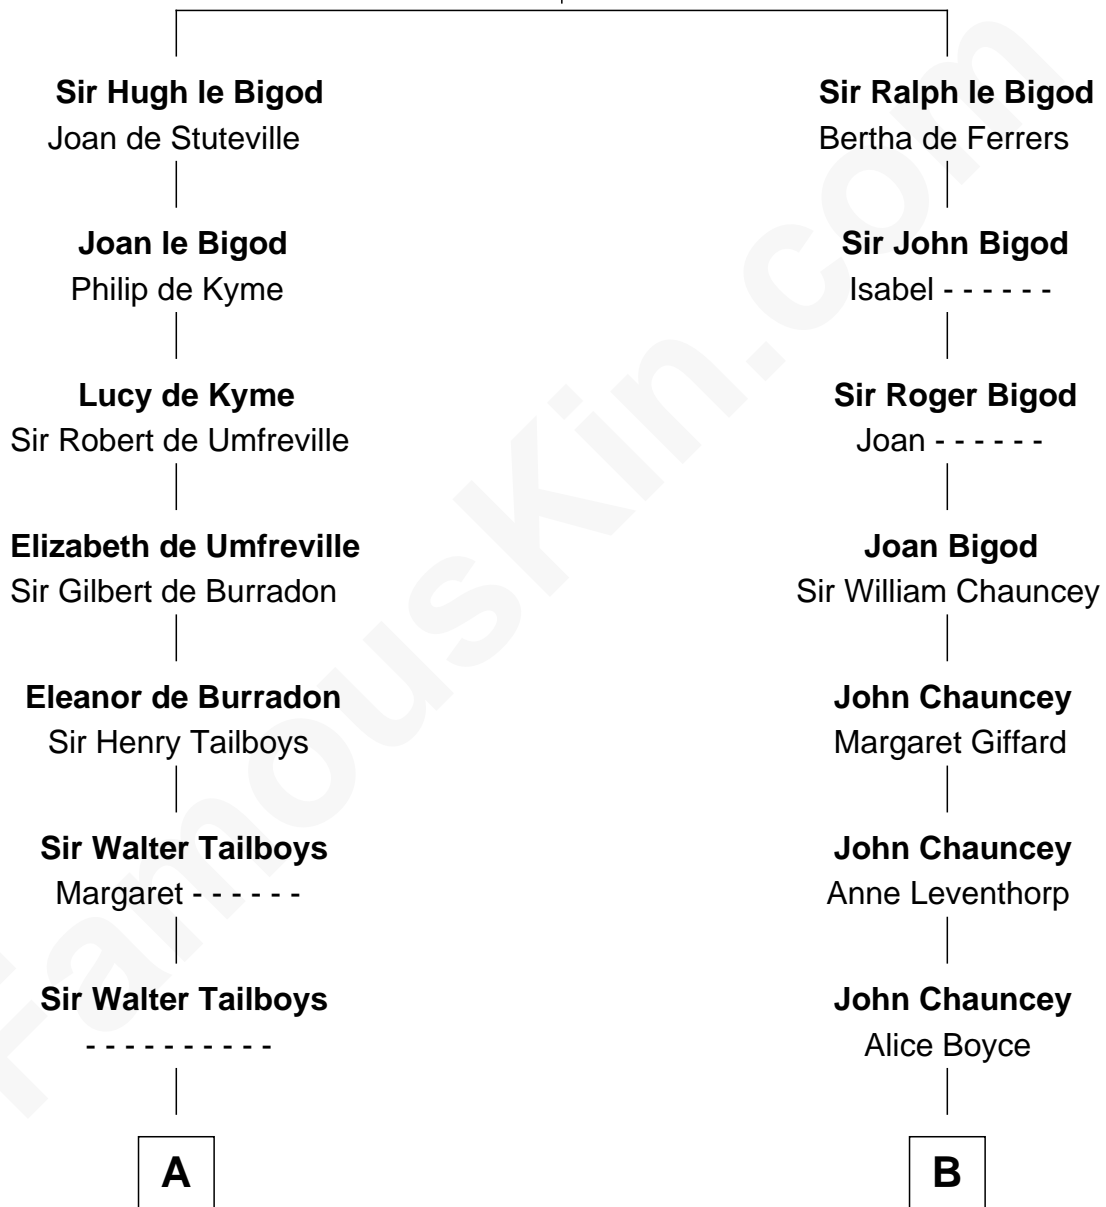 Sir Hugh le Bigod
Joan de Stuteville
Joan le Bigod
Philip de Kyme
Lucy de Kyme
Sir Robert de Umfreville
Elizabeth de Umfreville
Sir Gilbert de Burradon
Eleanor de Burradon
Sir Henry Tailboys
Sir Walter Tailboys
Margaret - - - - - -
Sir Walter Tailboys
- - - - - - - - - -
A
Sir Ralph le Bigod
Bertha de Ferrers
Sir John Bigod
Isabel - - - - - -
Sir Roger Bigod
Joan - - - - - -
Joan Bigod
Sir William Chauncey
John Chauncey
Margaret Giffard
John Chauncey
Anne Leventhorp
John Chauncey
Alice Boyce
B
FamousKin.com